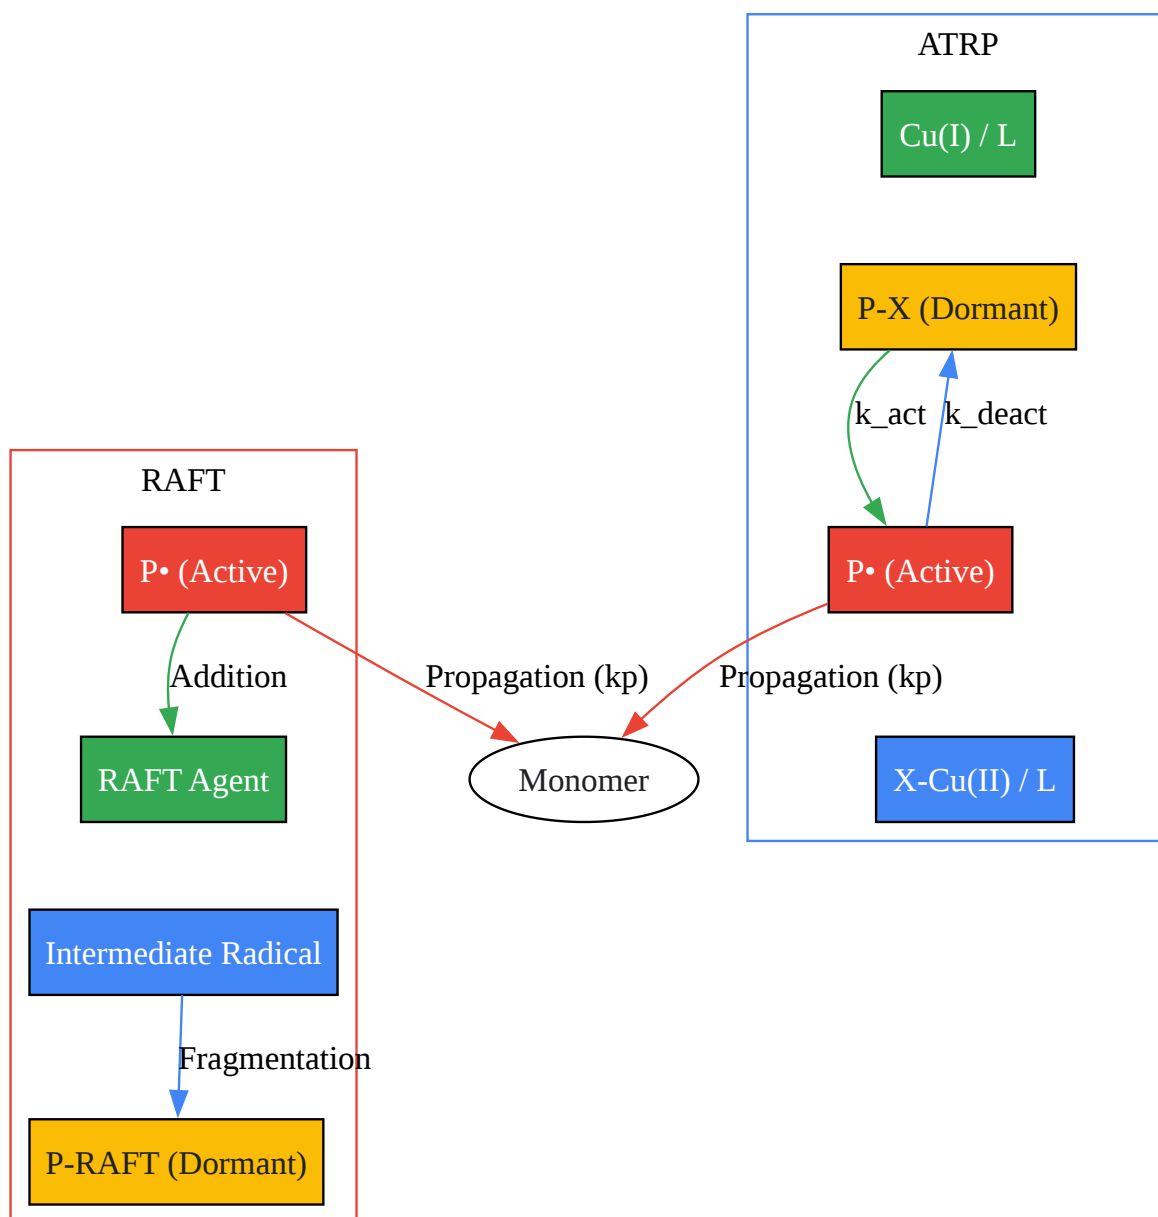 ATRP
Cu(I) / L
P-X (Dormant)
k_act
k_deact
RAFT
P• (Active)
P• (Active)
Addition
Propagation (kp)
Propagation (kp)
RAFT Agent
Monomer
X-Cu(II) / L
Intermediate Radical
Fragmentation
P-RAFT (Dormant)